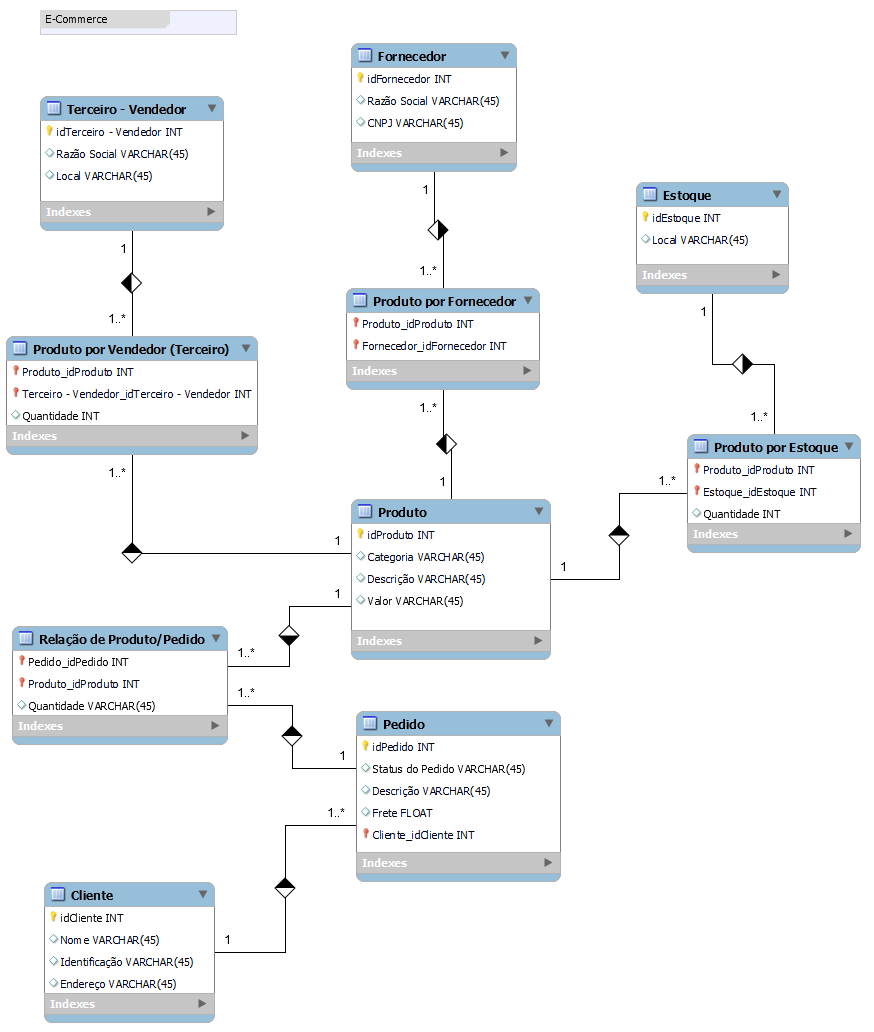 E-Commerce
Fornecedor
idFornecedor INT
Razão Social VARCHAR(45)
CNPJ VARCHAR(45)
Indexes
Terceiro - Vendedor
idTerceiro - Vendedor INT
Razão Social VARCHAR(45)
Local VARCHAR(45)
Indexes
Estoque
idEstoque INT
Local VARCHAR(45)
Indexes
1
1..*
1
1..*
1
1..*
Produto por Fornecedor
Produto_idProduto INT
Fornecedor_idFornecedor INT
Indexes
Produto por Vendedor (Terceiro)
Produto_idProduto INT
Terceiro - Vendedor_idTerceiro - Vendedor INT
Quantidade INT
Indexes
1..*
1
1..*
1
Produto por Estoque
Produto_idProduto INT
Estoque_idEstoque INT
Quantidade INT
Indexes
1..*
1
Produto
idProduto INT
Categoria VARCHAR(45)
Descrição VARCHAR(45)
Valor VARCHAR(45)
Indexes
1
1..*
Relação de Produto/Pedido
Pedido_idPedido INT
Produto_idProduto INT
Quantidade VARCHAR(45)
Indexes
1..*
1
Pedido
idPedido INT
Status do Pedido VARCHAR(45)
Descrição VARCHAR(45)
Frete FLOAT
Cliente_idCliente INT
Indexes
1..*
1
Cliente
idCliente INT
Nome VARCHAR(45)
Identificação VARCHAR(45)
Endereço VARCHAR(45)
Indexes